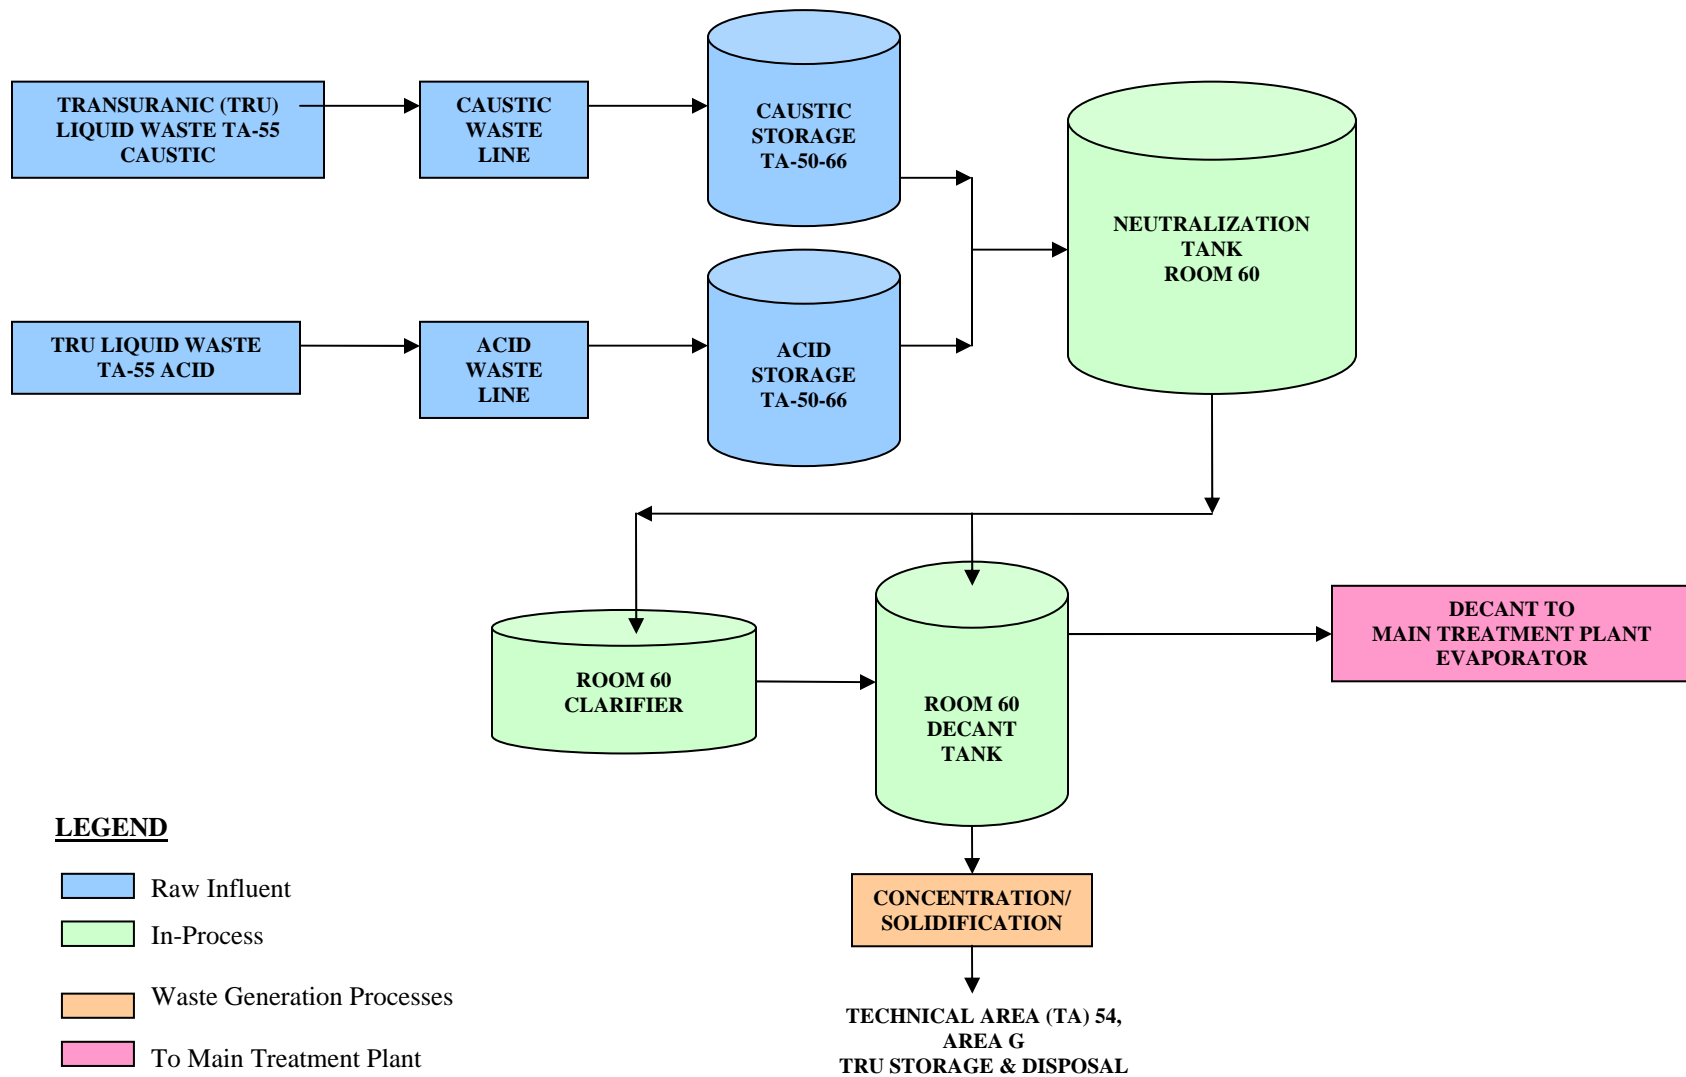 TRANSURANIC (TRU)
LIQUID WASTE TA-55
CAUSTIC
CAUSTIC
WASTE
LINE
CAUSTIC
STORAGE
TA-50-66
NEUTRALIZATION
TANK
ROOM 60
TRU LIQUID WASTE
TA-55 ACID
ACID
WASTE
LINE
ACID
STORAGE
TA-50-66
ROOM 60
CLARIFIER
ROOM 60
DECANT
TANK
DECANT TO
MAIN TREATMENT PLANT
EVAPORATOR
CONCENTRATION/
SOLIDIFICATION
TECHNICAL AREA (TA) 54,
AREA G
TRU STORAGE & DISPOSAL
LEGEND
Raw Influent
In-Process
Waste Generation Processes
To Main Treatment Plant